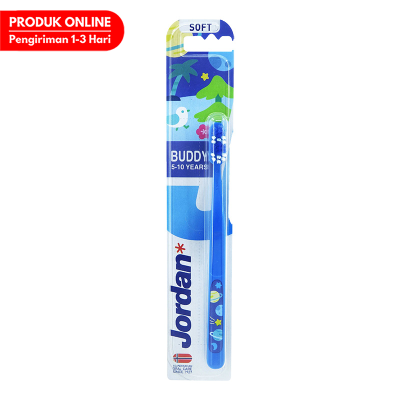 PRODUK ONLINE
Pengiriman 1-3 Hari
SOFT
BUDDY
5-10 YEARS
Jordan*